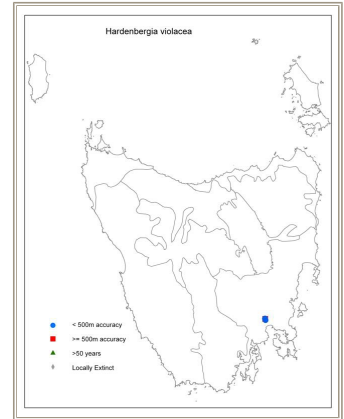 Hardenbergia violacea
< 500m accuracy
>= 500m accuracy
>50 years
Locally Extinct